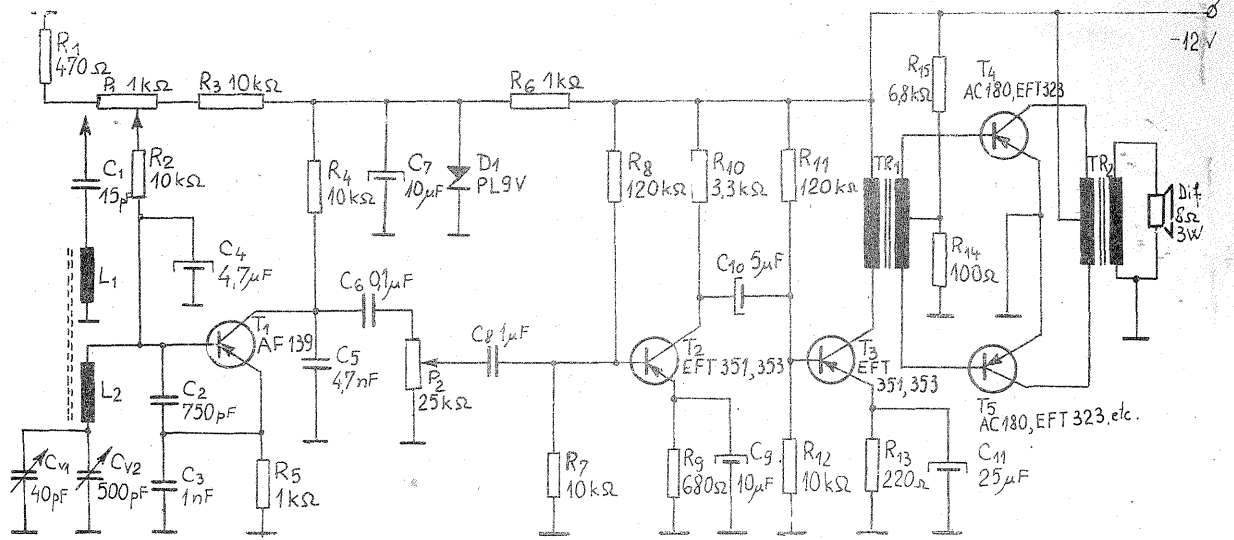 R1
470Ω
P1 1kΩ
R3 10kΩ
R6 1kΩ
-12V
C1
15pF
R2
10kΩ
R4
10kΩ
C7
10µF
D1
PL9V
R8
120kΩ
R10
3,3kΩ
R11
120kΩ
R15
6,8kΩ
T4
AC180, EFT323
TR1
TR2
Dif.
8Ω
3W
L1
C4
4,7µF
C6 0,1µF
C10 5µF
R14
100Ω
T1
AF139
C5
4,7nF
P2
25kΩ
C8 1µF
T2
EFT 351,353
T3
EFT
351,353
T5
AC180, EFT 323, etc.
L2
C2
750pF
CV1
40pF
CV2
500pF
C3
1nF
R5
1kΩ
R7
10kΩ
R9
680Ω
C9
10µF
R12
10kΩ
R13
220Ω
C11
25µF